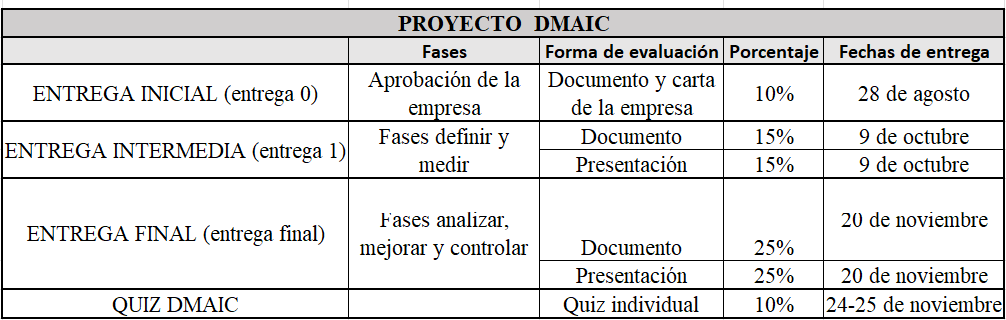 PROYECTO DMAIC
Fases Forma de evaluación Porcentaje Fechas de entrega
ENTREGA INICIAL (entrega 0) Aprobación de la empresa Documento y carta de la empresa 10% 28 de agosto
ENTREGA INTERMEDIA (entrega 1) Fases definir y medir Documento 15% 9 de octubre
Presentación 15% 9 de octubre
ENTREGA FINAL (entrega final) Fases analizar, mejorar y controlar Documento 25% 20 de noviembre
Presentación 25% 20 de noviembre
QUIZ DMAIC Quiz individual 10% 24-25 de noviembre